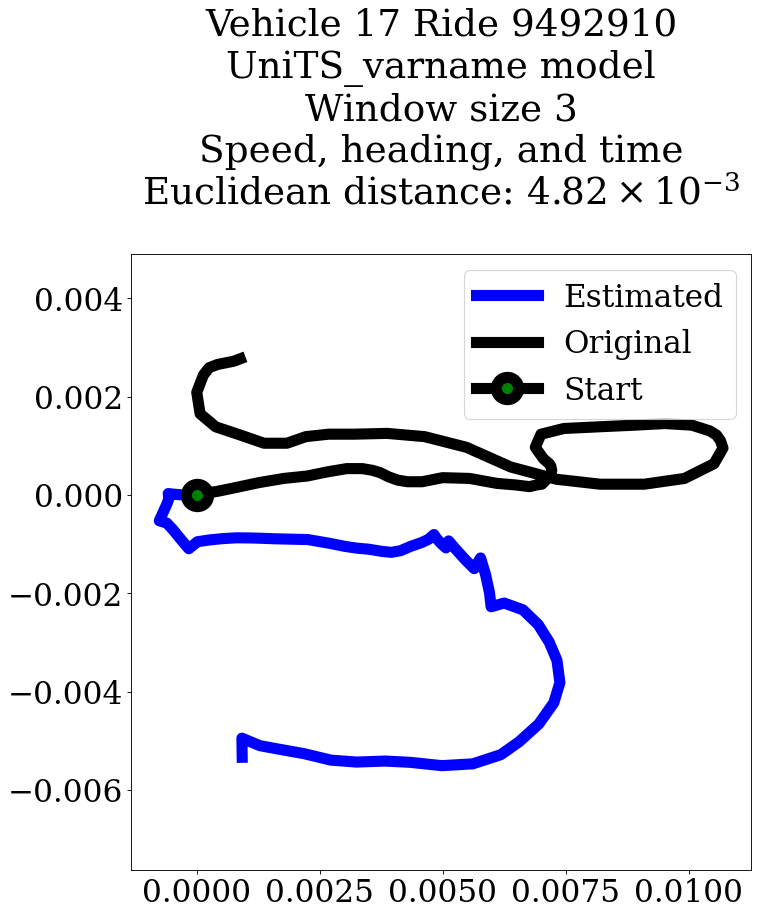 Vehicle 17 Ride 9492910
UniTS_varname model
Window size 3
Speed, heading, and time
Euclidean distance: 4.82 × 10⁻³
Estimated
Original
Start
0.004
0.002
0.000
−0.002
−0.004
−0.006
0.0000 0.0025 0.0050 0.0075 0.0100